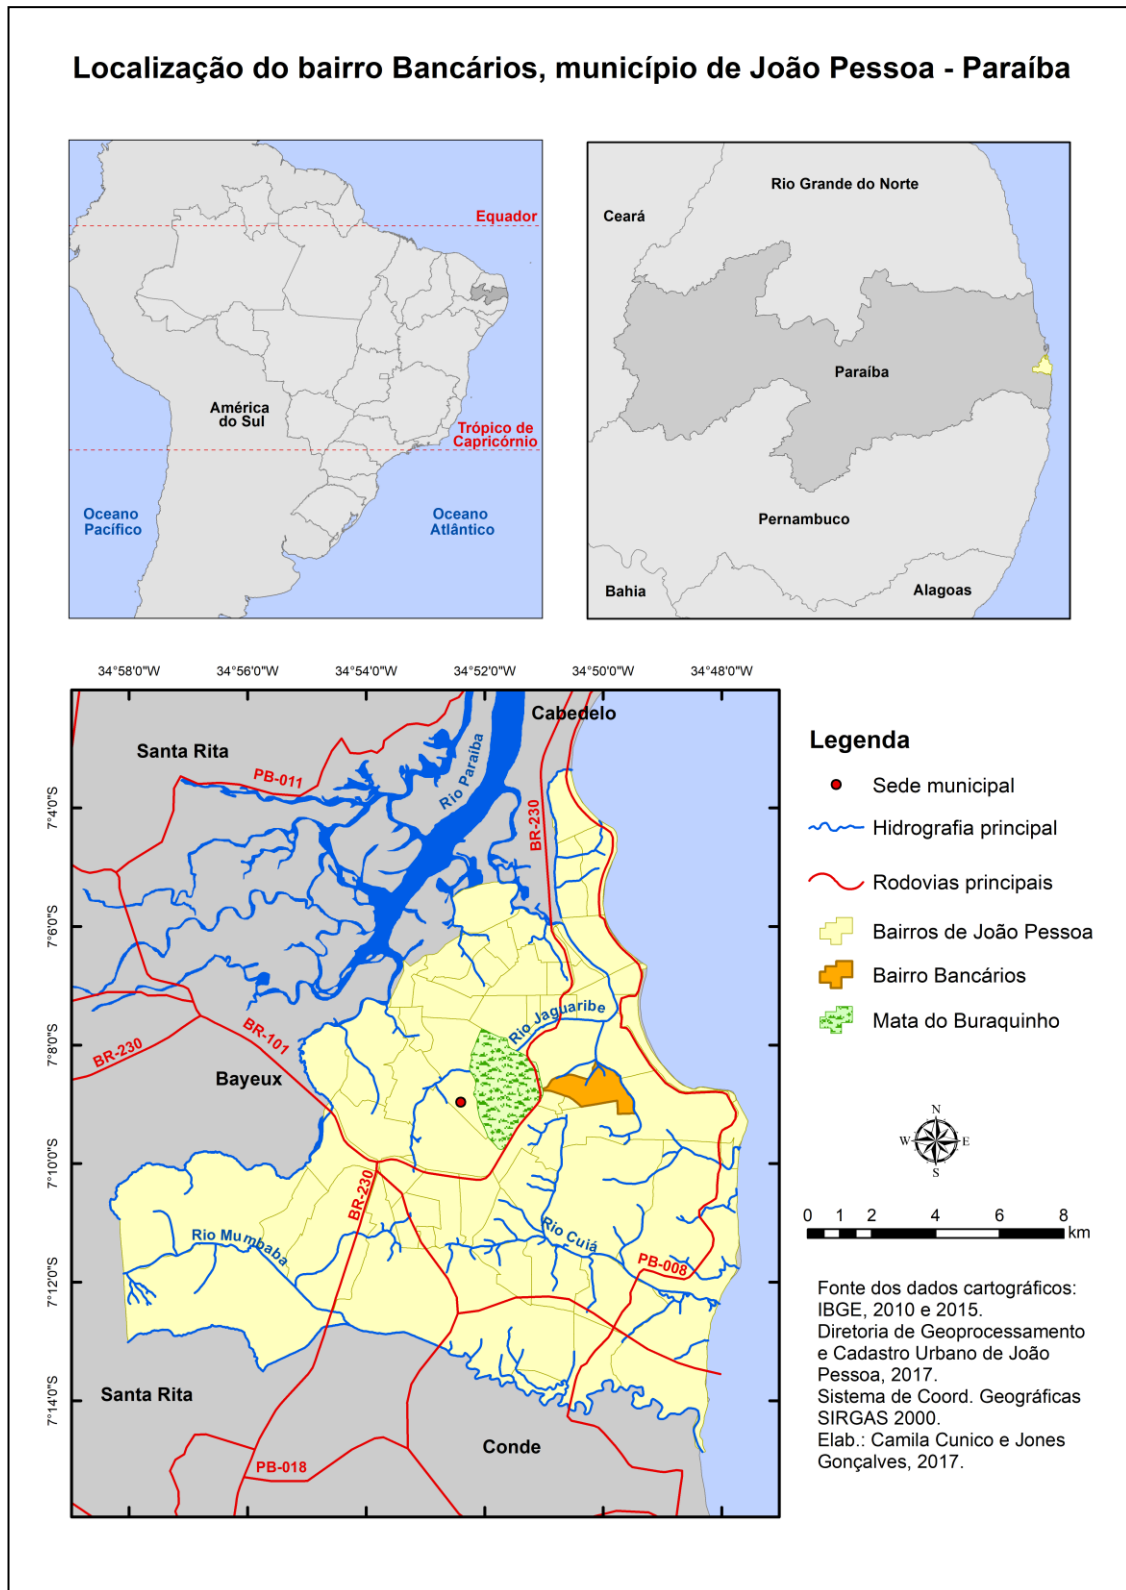 Localização do bairro Bancários, município de João Pessoa - Paraíba
Equador
América
do Sul
Trópico de
Capricórnio
Oceano
Pacífico
Oceano
Atlântico
Rio Grande do Norte
Ceará
Paraíba
Pernambuco
Bahia
Alagoas
34°58'0"W
34°56'0"W
34°54'0"W
34°52'0"W
34°50'0"W
34°48'0"W
7°4'0"S
7°6'0"S
7°8'0"S
7°10'0"S
7°12'0"S
7°14'0"S
Cabedelo
Santa Rita
PB-011
Rio Paraíba
BR-230
Rio Jaguaribe
BR-101
BR-230
Bayeux
BR-230
Rio Mumbaba
Rio Cuiá
PB-008
Santa Rita
Conde
PB-018
Legenda
Sede municipal
Hidrografia principal
Rodovias principais
Bairros de João Pessoa
Bairro Bancários
Mata do Buraquinho
N
W E
S
0 1 2 4 6 8
km
Fonte dos dados cartográficos:
IBGE, 2010 e 2015.
Diretoria de Geoprocessamento
e Cadastro Urbano de João
Pessoa, 2017.
Sistema de Coord. Geográficas
SIRGAS 2000.
Elab.: Camila Cunico e Jones
Gonçalves, 2017.